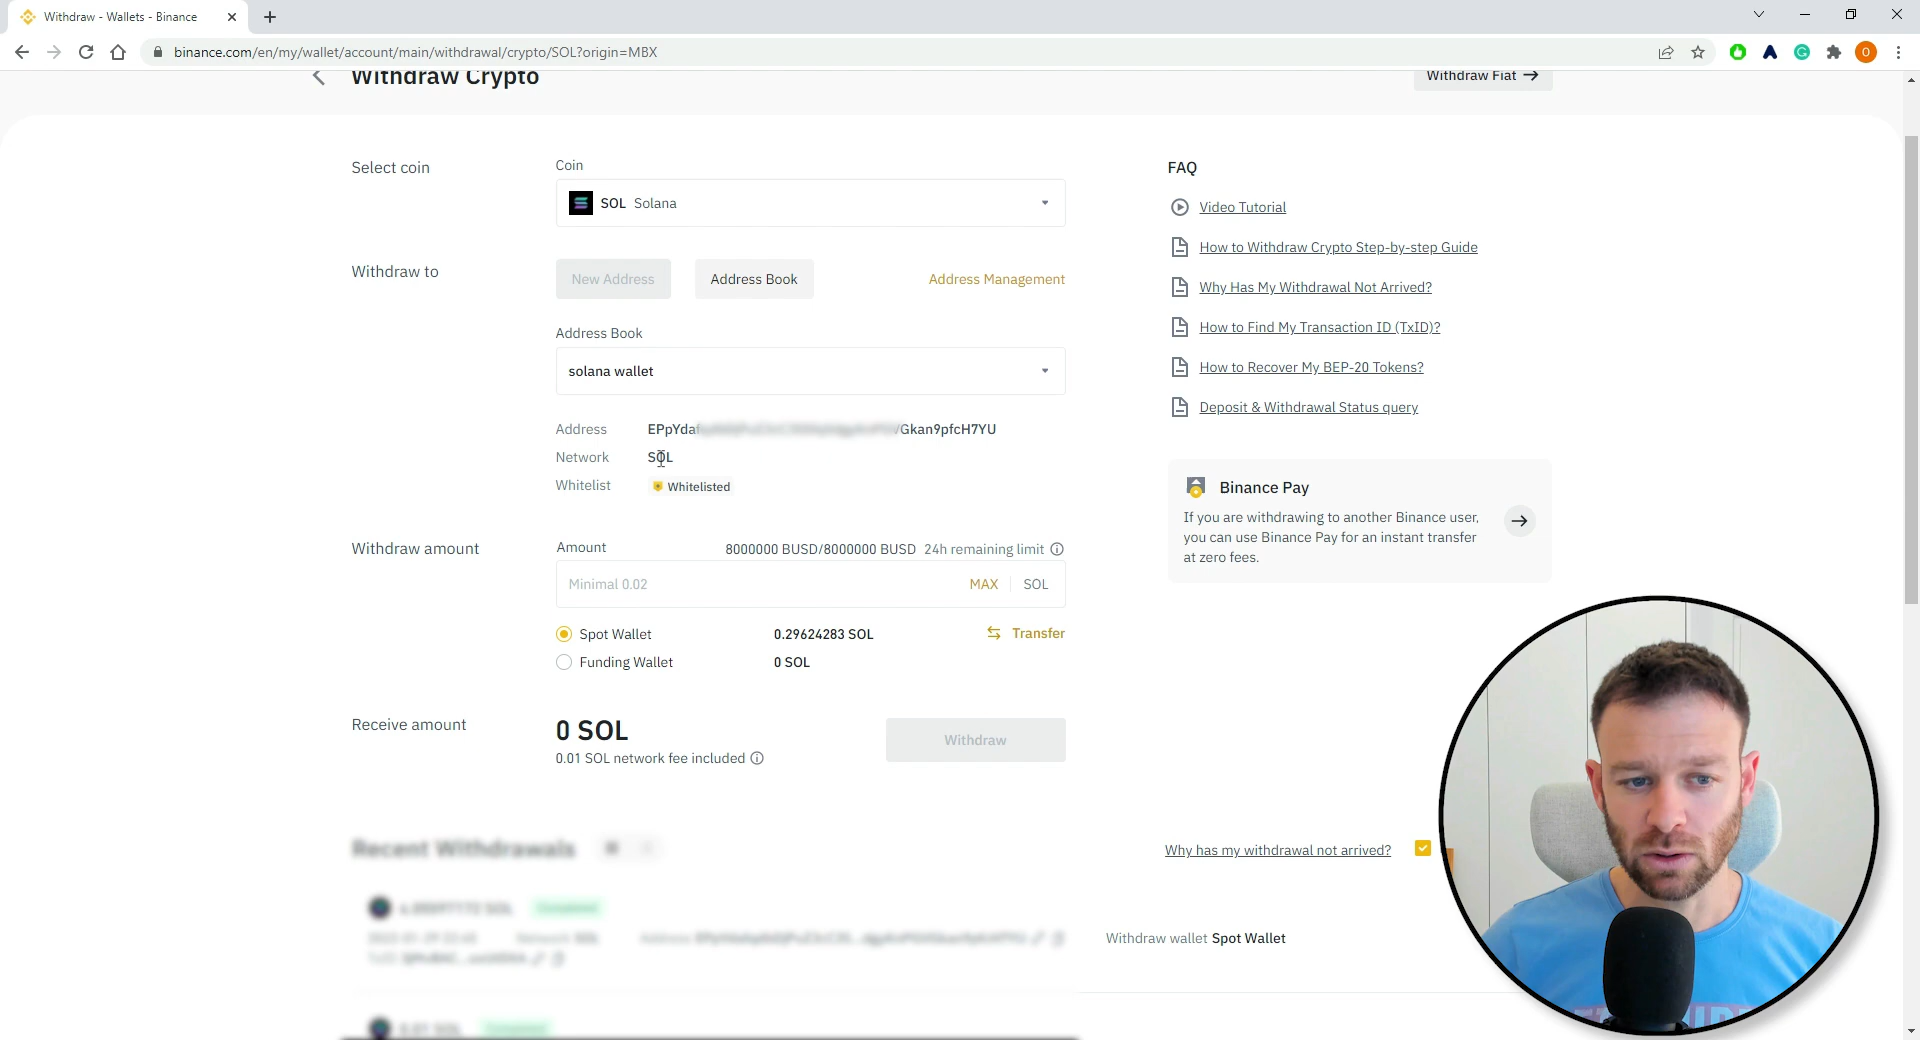 Withdraw - Wallets - Binance
binance.com/en/my/wallet/account/main/withdrawal/crypto/SOL?origin=MBX
O
Withdraw Crypto
Withdraw Fiat
Select coin
Coin
SOL Solana
Withdraw to
New Address
Address Book
Address Management
Address Book
solana wallet
Address
EPpYda
Gkan9pfcH7YU
Network
SOL
Whitelist
Whitelisted
Withdraw amount
Amount
8000000 BUSD/8000000 BUSD 24h remaining limit
Minimal 0.02
MAX
SOL
Spot Wallet
0.29624283 SOL
Transfer
Funding Wallet
0 SOL
Receive amount
0 SOL
0.01 SOL network fee included
Withdraw
FAQ
Video Tutorial
How to Withdraw Crypto Step-by-step Guide
Why Has My Withdrawal Not Arrived?
How to Find My Transaction ID (TxID)?
How to Recover My BEP-20 Tokens?
Deposit & Withdrawal Status query
Binance Pay
If you are withdrawing to another Binance user,
you can use Binance Pay for an instant transfer
at zero fees.
Recent Withdrawals
Why has my withdrawal not arrived?
Withdraw wallet Spot Wallet